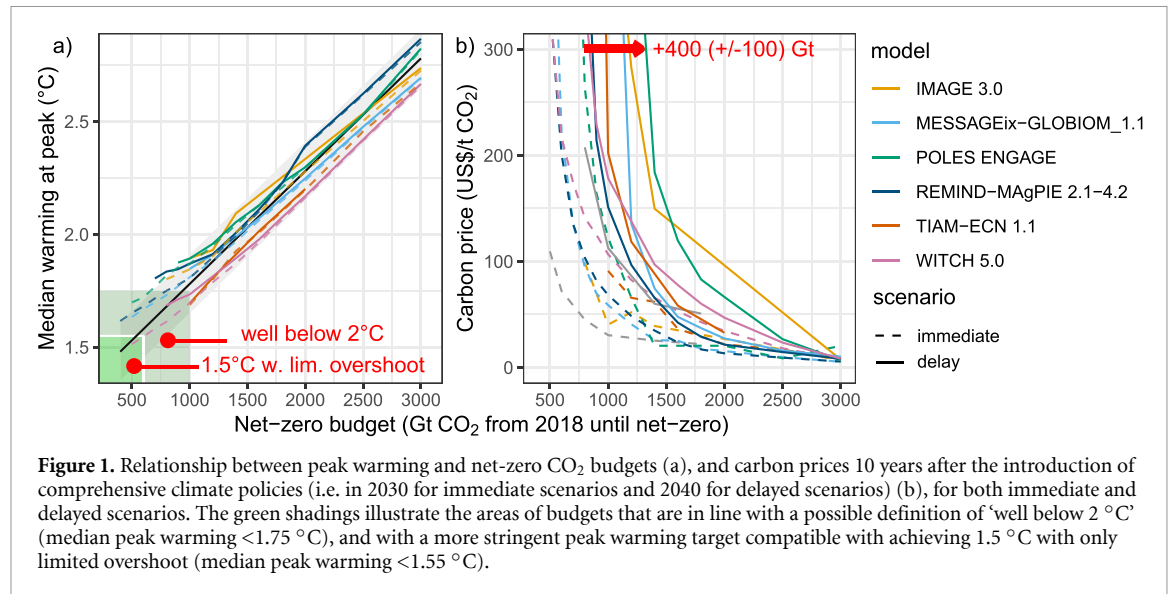 a)
Median warming at peak (°C)
2.5
2.0
1.5
well below 2°C
1.5°C w. lim. overshoot
500
1000
1500
2000
2500
3000
b)
Carbon price (US$/t CO₂)
300
200
100
0
+400 (+/-100) Gt
500
1000
1500
2000
2500
3000
Net−zero budget (Gt CO₂ from 2018 until net−zero)
model
IMAGE 3.0
MESSAGEix−GLOBIOM_1.1
POLES ENGAGE
REMIND−MAgPIE 2.1−4.2
TIAM−ECN 1.1
WITCH 5.0
scenario
immediate
delay
Figure 1. Relationship between peak warming and net-zero CO₂ budgets (a), and carbon prices 10 years after the introduction of
comprehensive climate policies (i.e. in 2030 for immediate scenarios and 2040 for delayed scenarios) (b), for both immediate and
delayed scenarios. The green shadings illustrate the areas of budgets that are in line with a possible definition of ‘well below 2 °C’
(median peak warming <1.75 °C), and with a more stringent peak warming target compatible with achieving 1.5 °C with only
limited overshoot (median peak warming <1.55 °C).